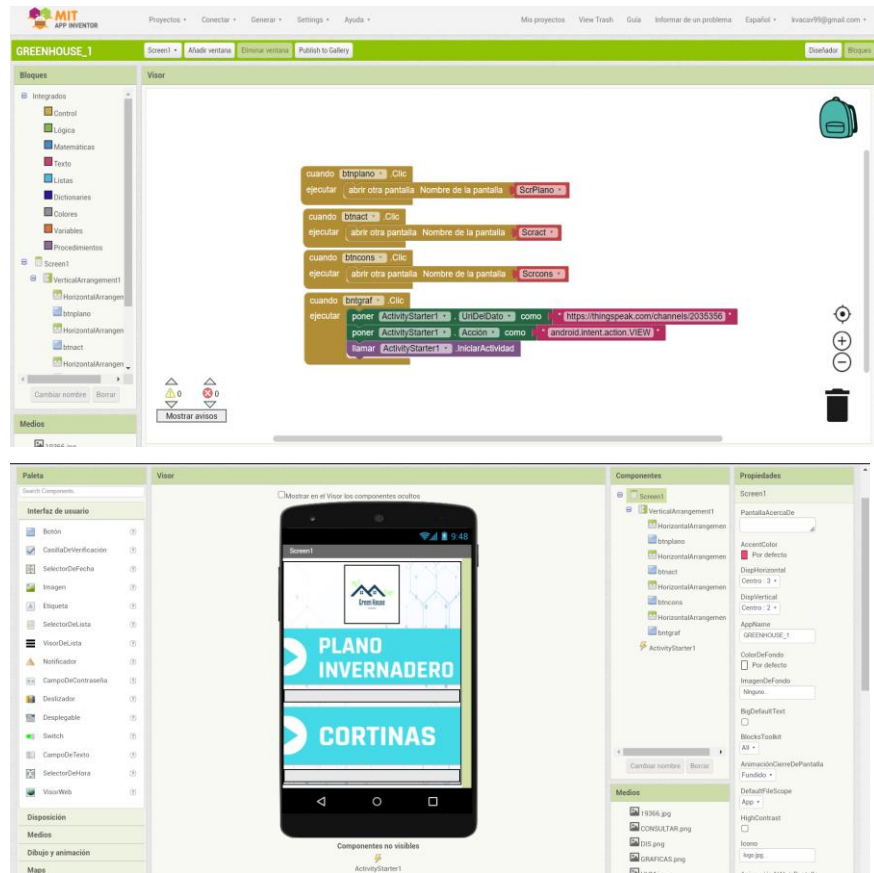 MIT
APP INVENTOR
Proyectos Conectar Generar Settings Ayuda Mis proyectos View Trash Guía Informar de un problema Español kvacav99@gmail.com
GREENHOUSE_1 Screen1 Añadir ventana Eliminar ventana Publish to Gallery Diseñador Bloques
Bloques Visor
Integrados
Control
Lógica
Matemáticas
Texto
Listas
Dictionaries
Colores
Variables
Procedimientos
Screen1
VerticalArrangement1
HorizontalArrangem
btnplano
HorizontalArrangem
btnact
HorizontalArrangem
Cambiar nombre Borrar
Medios
19366.jpg
cuando btnplano .Clic
ejecutar abrir otra pantalla Nombre de la pantalla ScrPlano
cuando btnact .Clic
ejecutar abrir otra pantalla Nombre de la pantalla Scract
cuando btncons .Clic
ejecutar abrir otra pantalla Nombre de la pantalla Scrcons
cuando bntgraf .Clic
ejecutar poner ActivityStarter1 . UriDelDato como " https://thingspeak.com/channels/2035356 "
poner ActivityStarter1 . Acción como " android.intent.action.VIEW "
llamar ActivityStarter1 .IniciarActividad
0 0
Mostrar avisos
Paleta Visor Componentes Propiedades
Search Components...
Interfaz de usuario
Botón
CasillaDeVerificación
SelectorDeFecha
Imagen
Etiqueta
SelectorDeLista
VisorDeLista
Notificador
CampoDeContraseña
Deslizador
Desplegable
Switch
CampoDeTexto
SelectorDeHora
VisorWeb
Disposición
Medios
Dibujo y animación
Maps
Mostrar en el Visor los componentes ocultos
9:48
Screen1
Green House
PLANO
INVERNADERO
CORTINAS
Componentes no visibles
ActivityStarter1
Screen1
VerticalArrangement1
HorizontalArrangemen
btnplano
HorizontalArrangemen
btnact
HorizontalArrangemen
btncons
HorizontalArrangemen
bntgraf
ActivityStarter1
Cambiar nombre Borrar
Medios
19366.jpg
CONSULTAR.png
DIS.png
GRAFICAS.png
Screen1
PantallaAcercaDe
AccentColor
Por defecto
DispHorizontal
Centro : 3
DispVertical
Centro : 2
AppName
GREENHOUSE_1
ColorDeFondo
Por defecto
ImagenDeFondo
Ninguno...
BigDefaultText
BlocksToolkit
All
AnimaciónCierreDePantalla
Fundido
DefaultFileScope
App
HighContrast
Icono
logo.jpg...